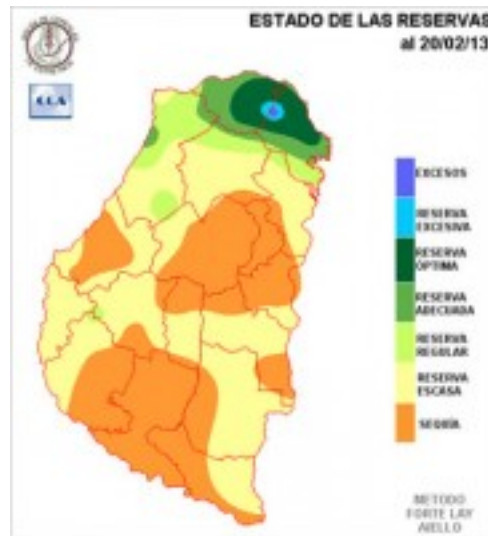 ESTADO DE LAS RESERVAS
al 20/02/13
CCA
EXCESOS
RESERVA
EXCESIVA
RESERVA
ÓPTIMA
RESERVA
ADECUADA
RESERVA
REGULAR
RESERVA
ESCASA
SEQUÍA
METODO
FORTE LAY
AIELLO